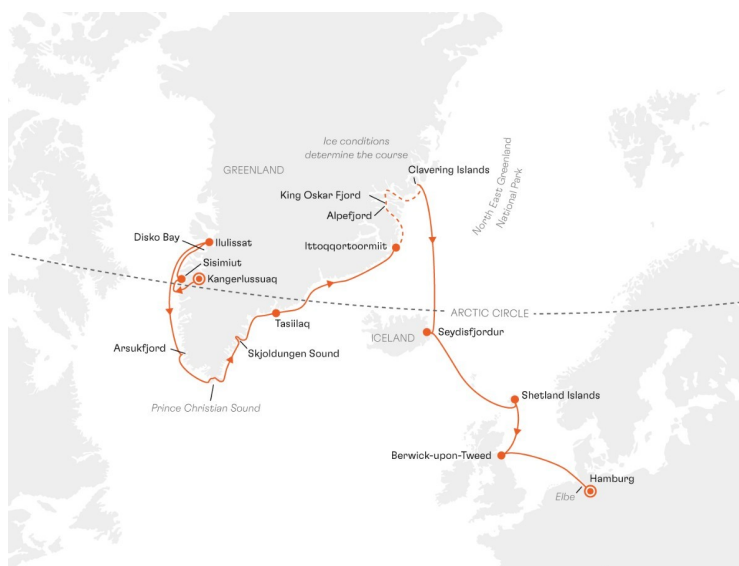 Ice conditions
determine the course
Clavering Islands
GREENLAND
North East Greenland
National Park
King Oskar Fjord
Alpefjord
Disko Bay
Ilulissat
Ittoqqortoormiit
Sisimiut
Kangerlussuaq
ARCTIC CIRCLE
Tasiilaq
Seydisfjordur
ICELAND
Arsukfjord
Skjoldungen Sound
Prince Christian Sound
Shetland Islands
Berwick-upon-Tweed
Hamburg
Elbe